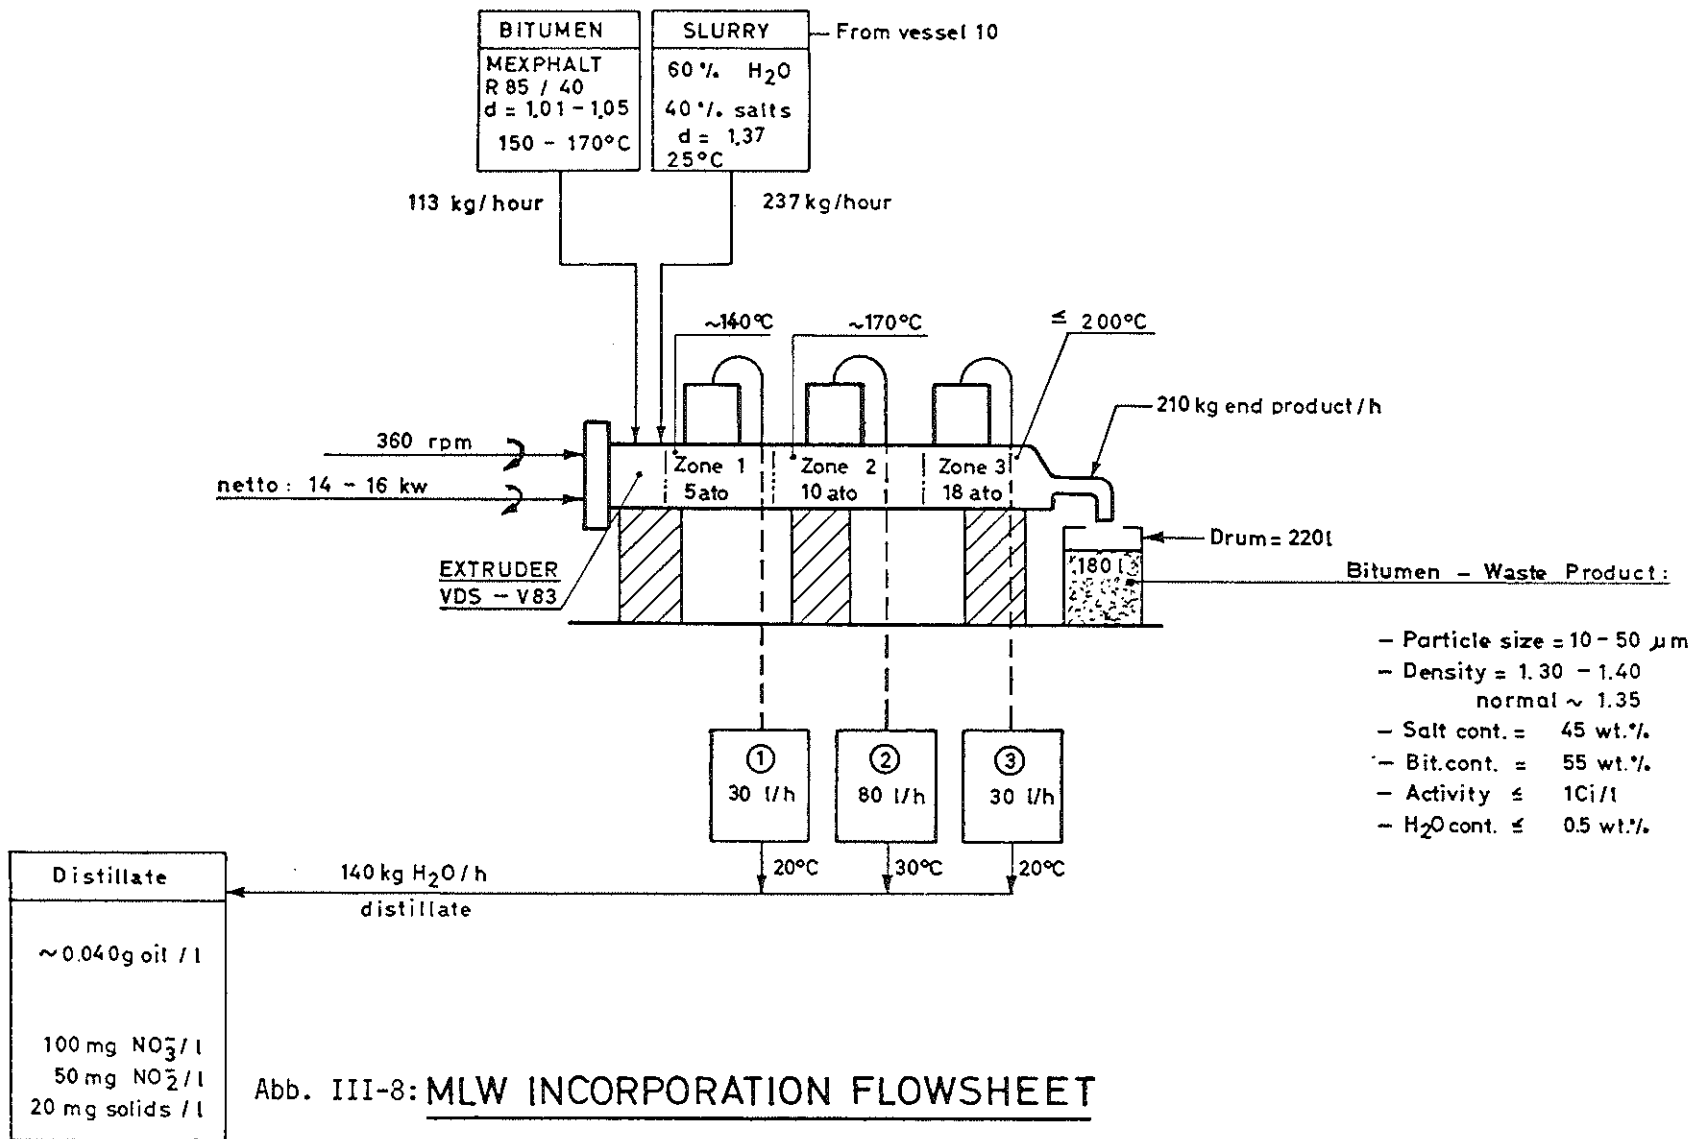 BITUMEN
MEXPHALT
R 85 / 40
d = 1,01 - 1,05
150 - 170°C
SLURRY
60 % H₂O
40 % salts
d = 1,37
25°C
From vessel 10
113 kg/hour
237 kg/hour
~140°C
~170°C
≤ 200°C
210 kg end product/h
360 rpm
netto : 14 - 16 kw
Zone 1
5 ato
Zone 2
10 ato
Zone 3
18 ato
EXTRUDER
VDS - V83
Drum = 220 l
180 l
Bitumen - Waste Product :
- Particle size = 10 - 50 µm
- Density = 1.30 - 1.40
normal ~ 1.35
- Salt cont. = 45 wt.%
- Bit.cont. = 55 wt.%
- Activity ≤ 1Ci/l
- H₂O cont. ≤ 0.5 wt.%
①
30 l/h
②
80 l/h
③
30 l/h
20°C
30°C
20°C
140 kg H₂O/h
distillate
Distillate
~0.040 g oil / l
100 mg NO₃⁻/ l
50 mg NO₂⁻/ l
20 mg solids / l
Abb. III-8: MLW INCORPORATION FLOWSHEET